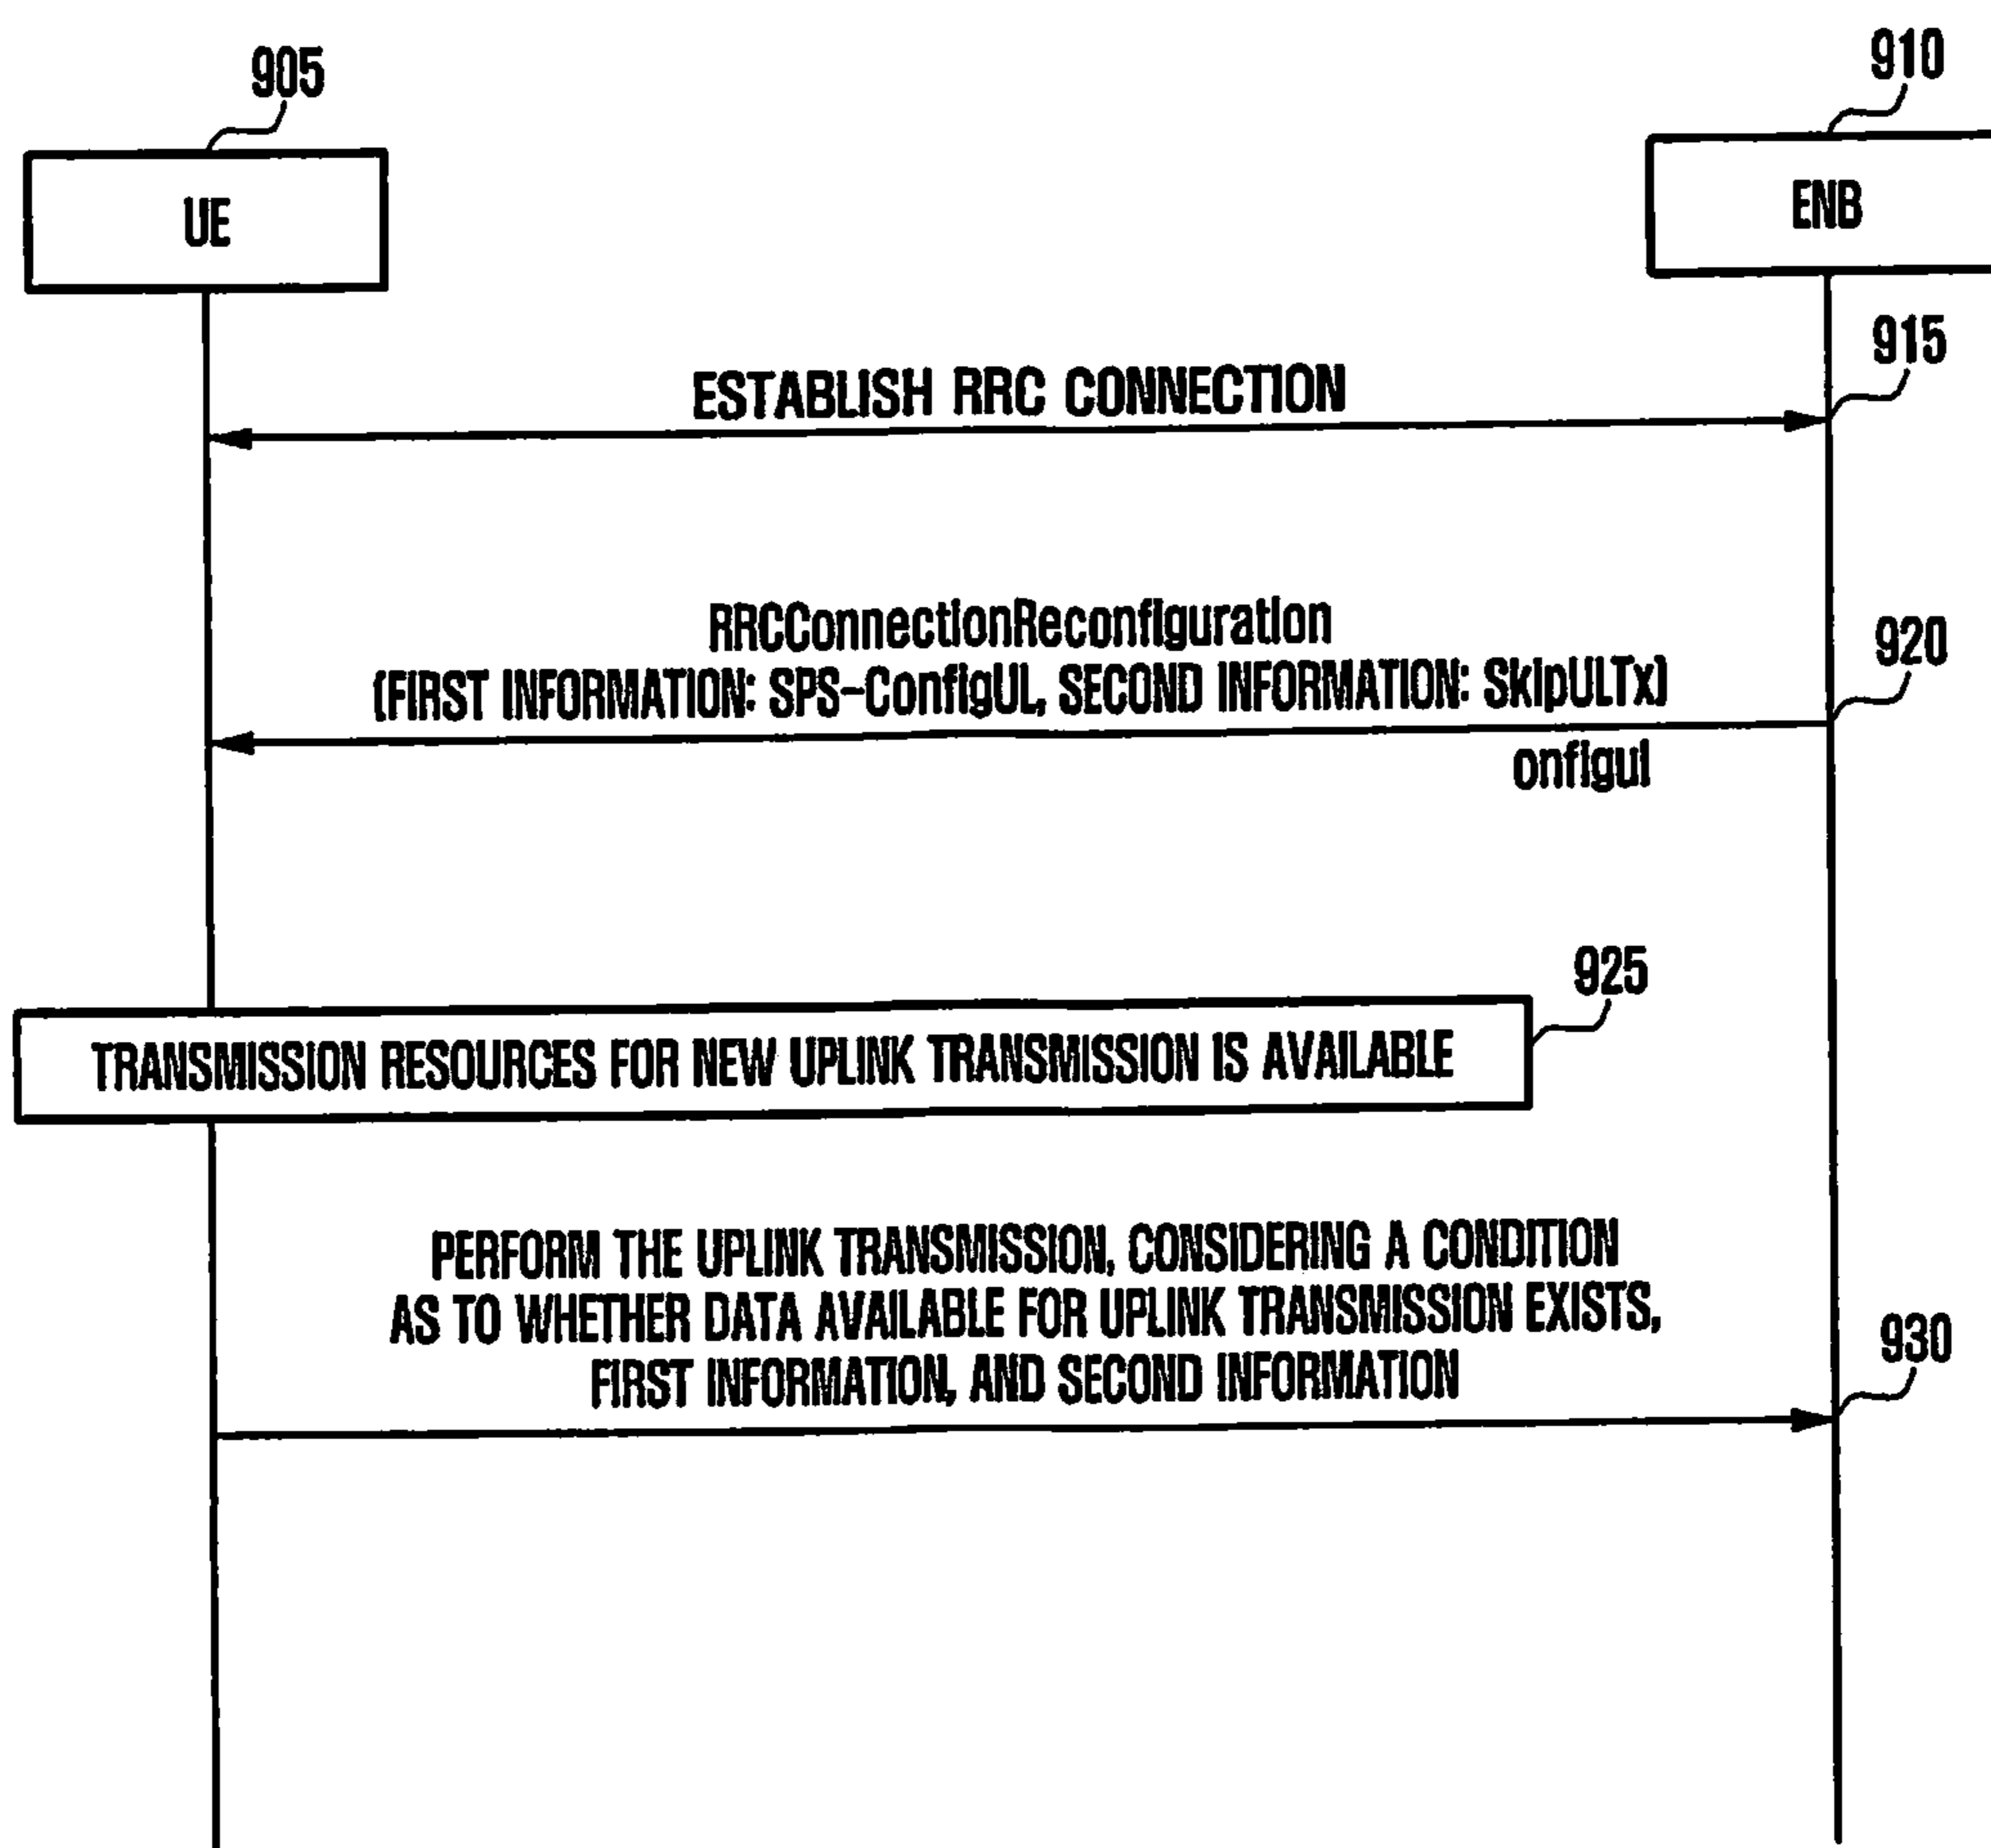 905
910
UE
ENB
915
ESTABLISH RRC CONNECTION
RRCConnectionReconfiguration
920
(FIRST INFORMATION: SPS-ConfigUL, SECOND INFORMATION: SkipULTx)
onfigul
925
TRANSMISSION RESOURCES FOR NEW UPLINK TRANSMISSION IS AVAILABLE
PERFORM THE UPLINK TRANSMISSION, CONSIDERING A CONDITION
AS TO WHETHER DATA AVAILABLE FOR UPLINK TRANSMISSION EXISTS,
930
FIRST INFORMATION, AND SECOND INFORMATION